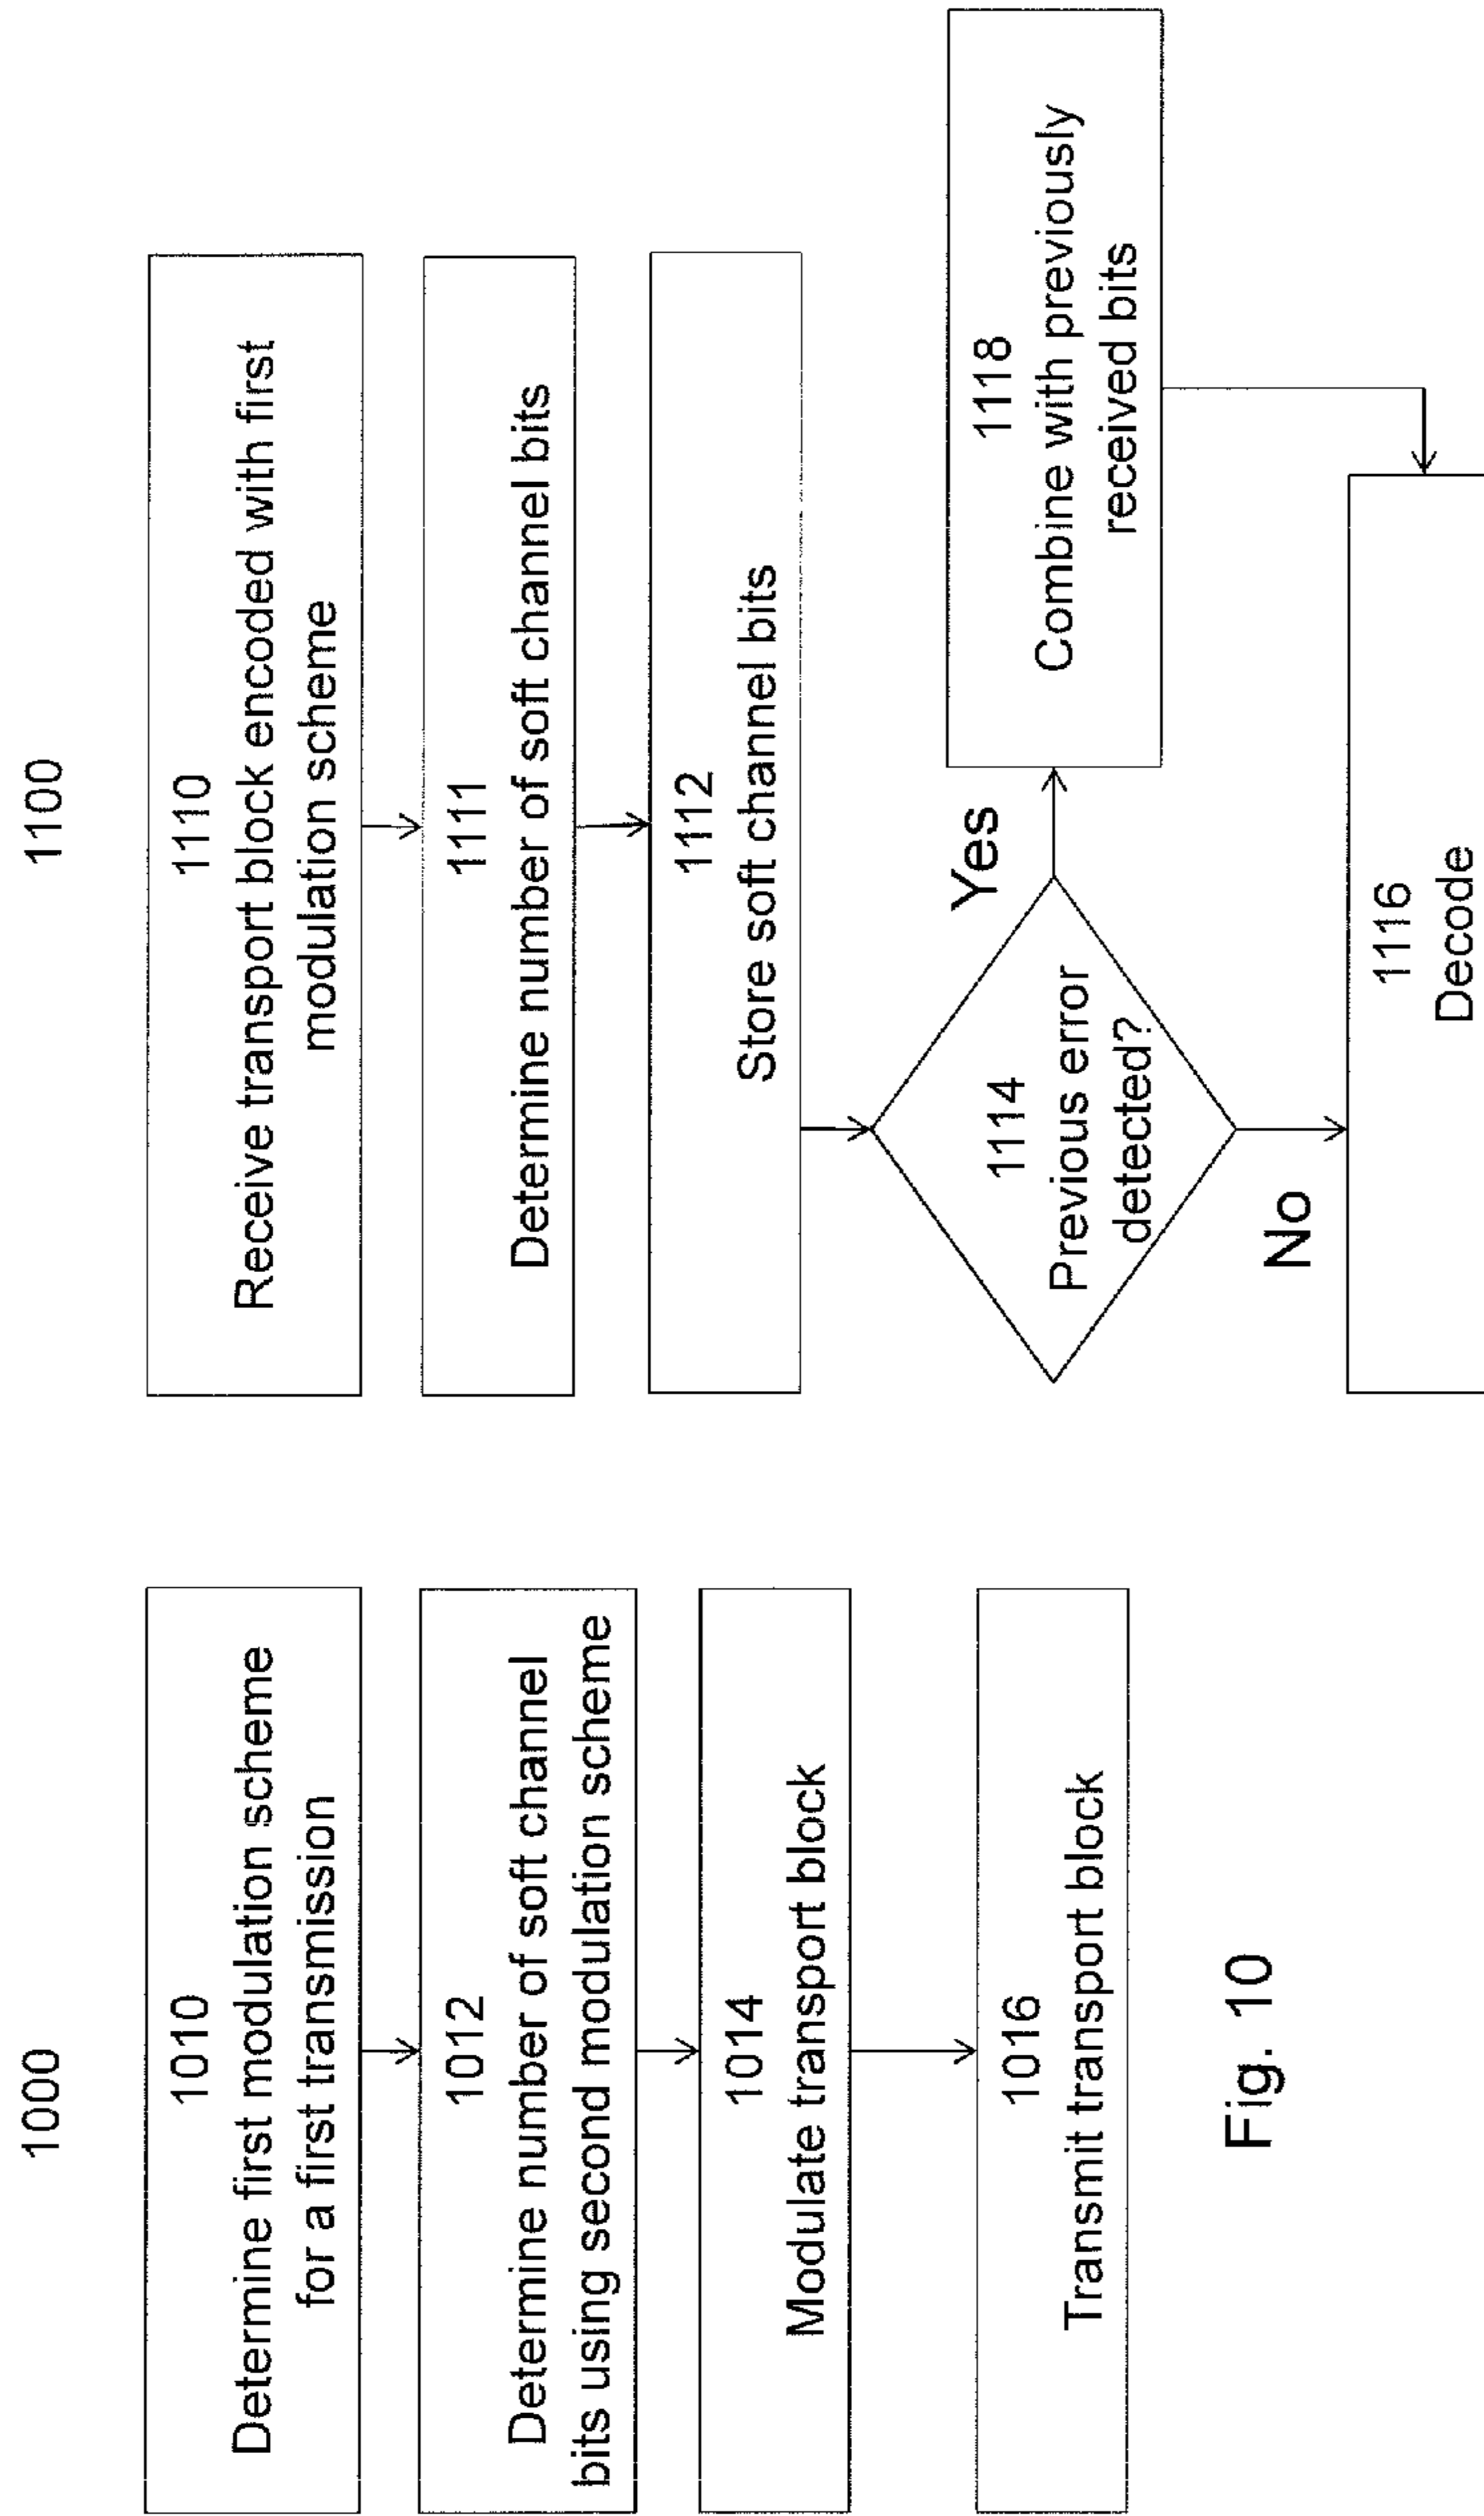 1000
1010
Determine first modulation scheme
for a first transmission
1012
Determine number of soft channel
bits using second modulation scheme
1014
Modulate transport block
1016
Transmit transport block
Fig. 10
1100
1110
Receive transport block encoded with first
modulation scheme
1111
Determine number of soft channel bits
1112
Store soft channel bits
1114
Previous error
detected?
Yes
1118
Combine with previously
received bits
No
1116
Decode